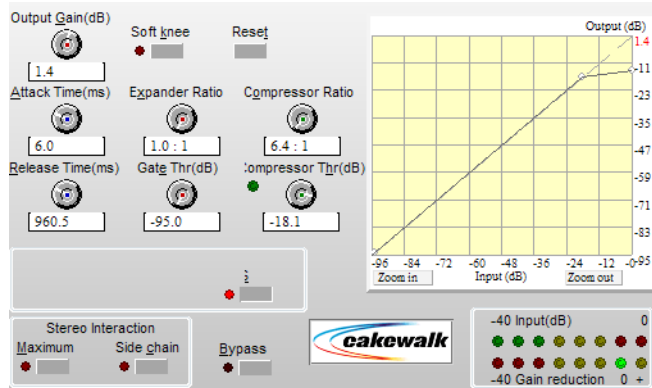 Output Gain(dB)
Soft knee
Reset
1.4
Attack Time(ms)
Expander Ratio
Compressor Ratio
6.0
1.0 : 1
6.4 : 1
Release Time(ms)
Gate Thr(dB)
:ompressor Thr(dB)
960.5
-95.0
-18.1
Output (dB)
1.4
-11
-23
-35
-47
-59
-71
-83
-95
-96 -84 -72 -60 -48 -36 -24 -12 -0
Zoom in
Input (dB)
Zoom out
Stereo Interaction
Maximum
Side chain
Bypass
cakewalk
-40 Input(dB) 0
-40 Gain reduction 0 +